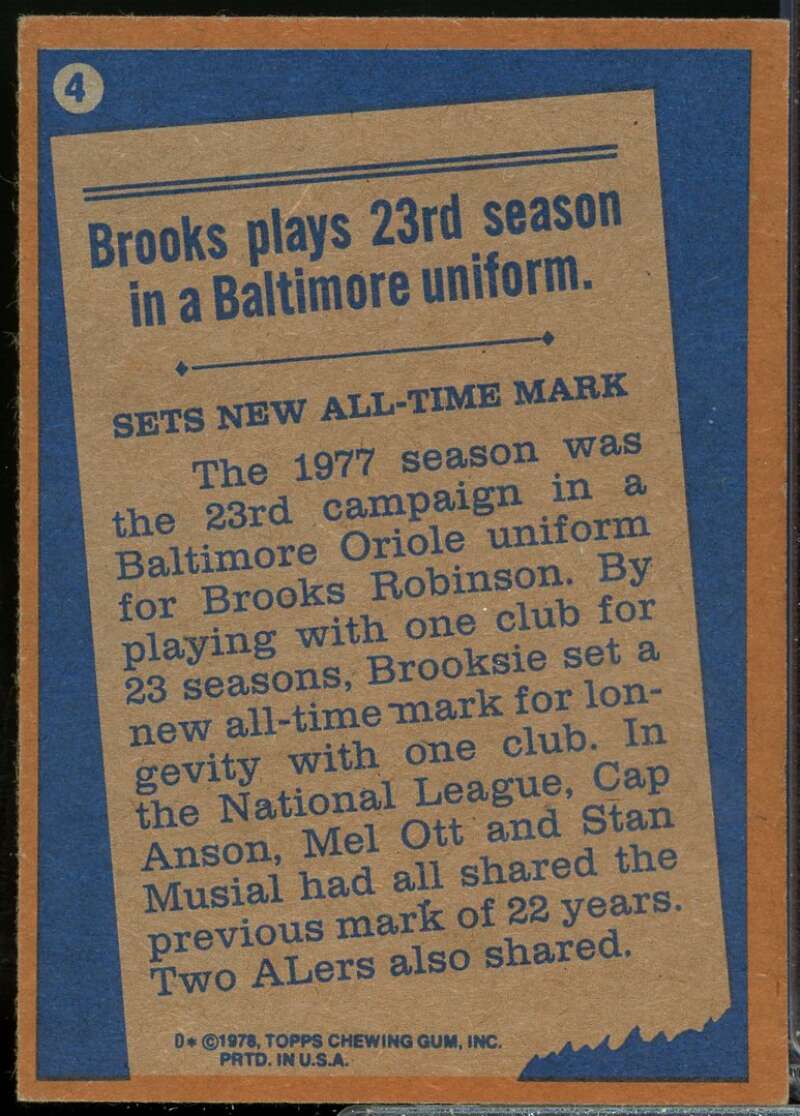 4
Brooks plays 23rd season
in a Baltimore uniform.
SETS NEW ALL-TIME MARK
The 1977 season was
the 23rd campaign in a
Baltimore Oriole uniform
for Brooks Robinson. By
playing with one club for
23 seasons, Brooksie set a
new all-time mark for lon-
gevity with one club. In
the National League, Cap
Anson, Mel Ott and Stan
Musial had all shared the
previous mark of 22 years.
Two ALers also shared.
D* ©1978, TOPPS CHEWING GUM, INC.
PRTD. IN U.S.A.